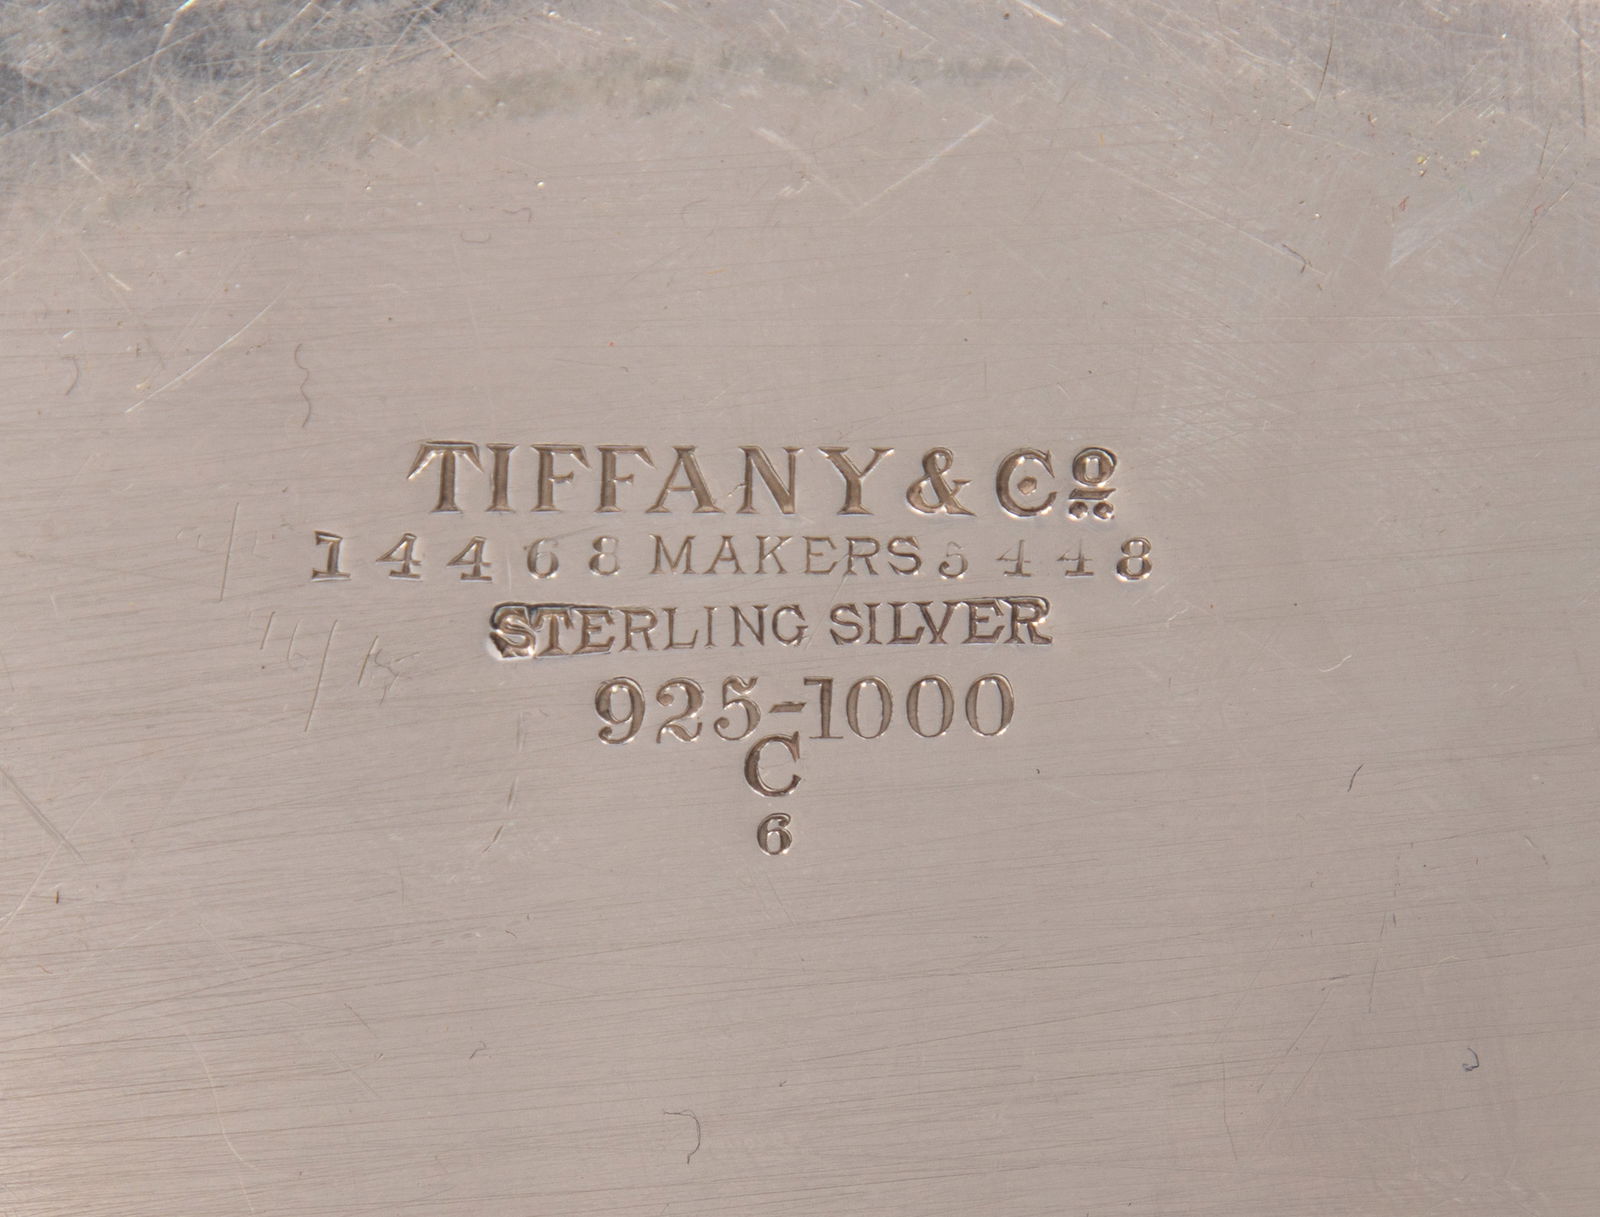 TIFFANY & Co
14468 MAKERS 5448
STERLING SILVER
925-1000
C
6